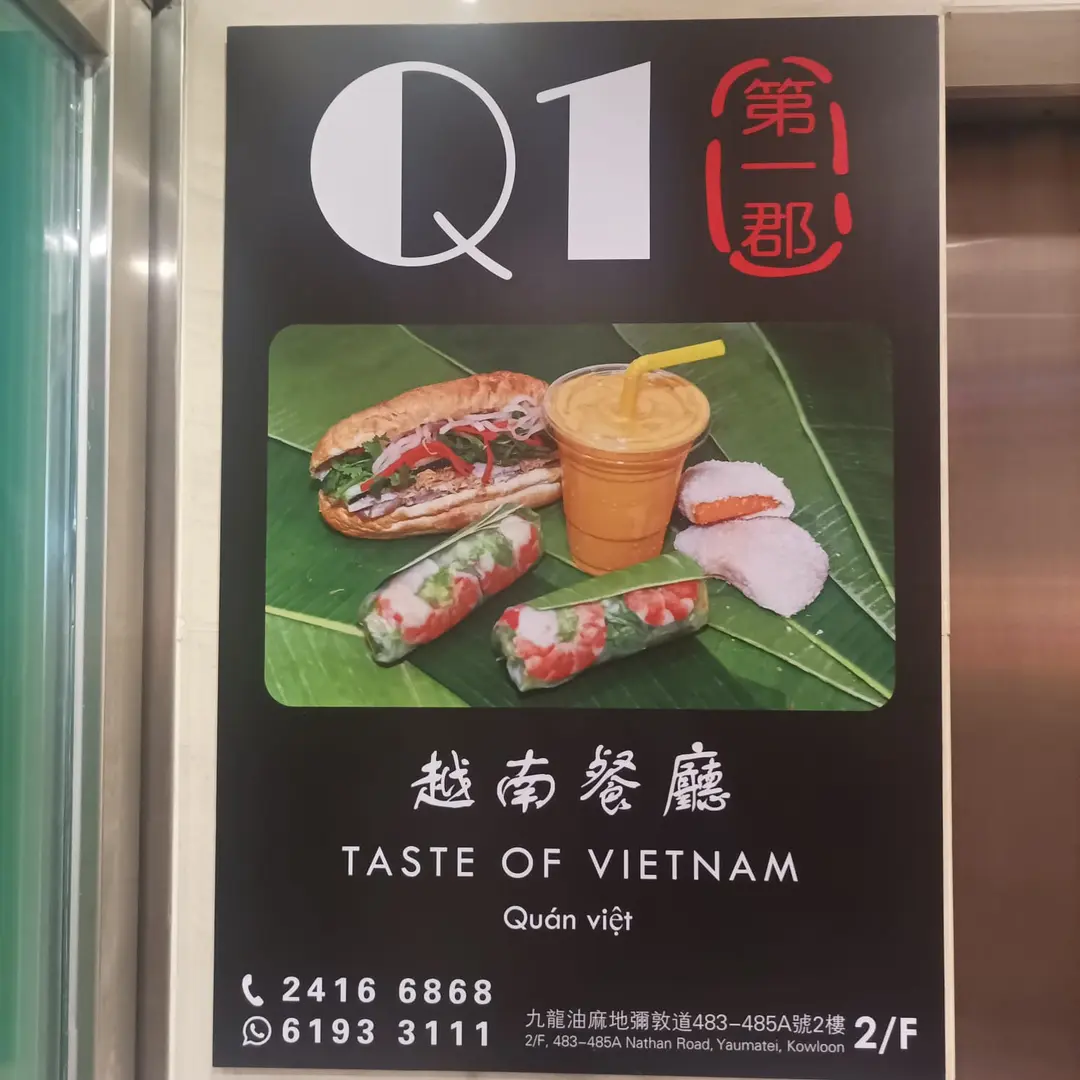 Q1
第一郡
越南餐廳
TASTE OF VIETNAM
Quán việt
2416 6868
6193 3111
九龍油麻地彌敦道483-485A號2樓
2/F, 483-485A Nathan Road, Yaumatei, Kowloon
2/F